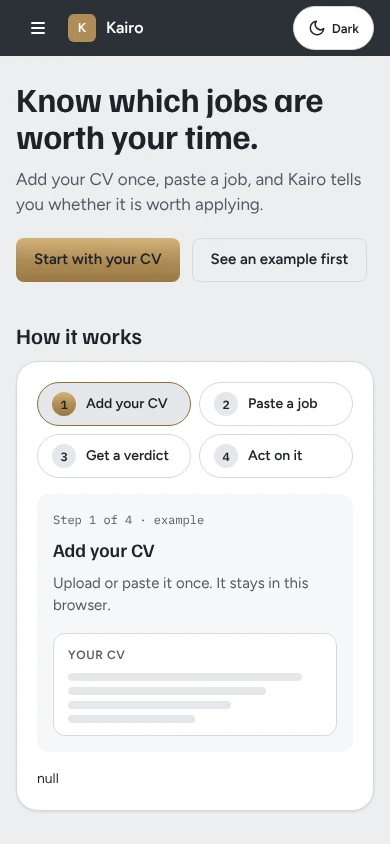 K Kairo Dark
Know which jobs are
worth your time.
Add your CV once, paste a job, and Kairo tells
you whether it is worth applying.
Start with your CV See an example first
How it works
1 Add your CV 2 Paste a job
3 Get a verdict 4 Act on it
Step 1 of 4 · example
Add your CV
Upload or paste it once. It stays in this
browser.
YOUR CV
null